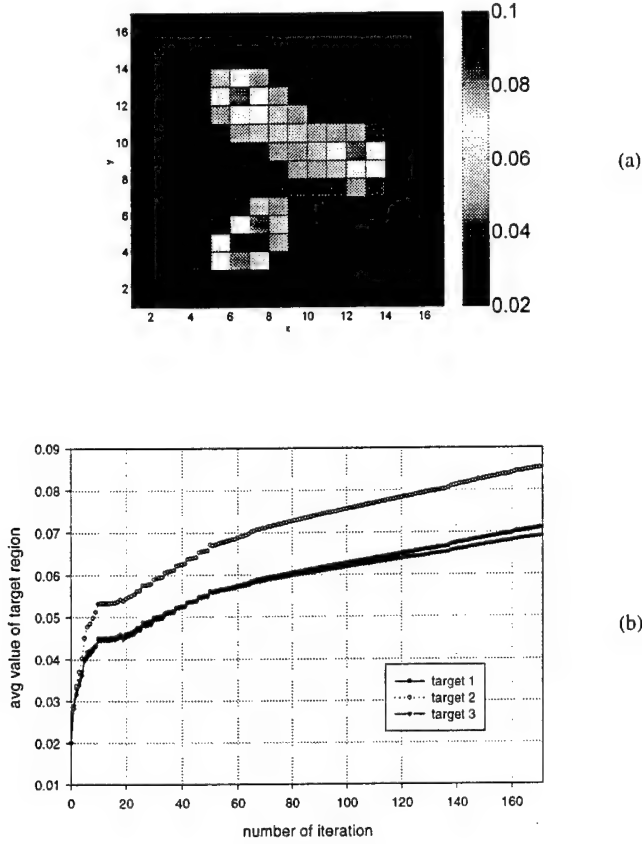 16
14
12
10
8
6
4
2
y
2 4 6 8 10 12 14 16
x
0.1
0.08
0.06
0.04
0.02
(a)
0.09
0.08
0.07
0.06
0.05
0.04
0.03
0.02
0.01
avg value of target region
0 20 40 60 80 100 120 140 160
number of iteration
target 1
target 2
target 3
(b)